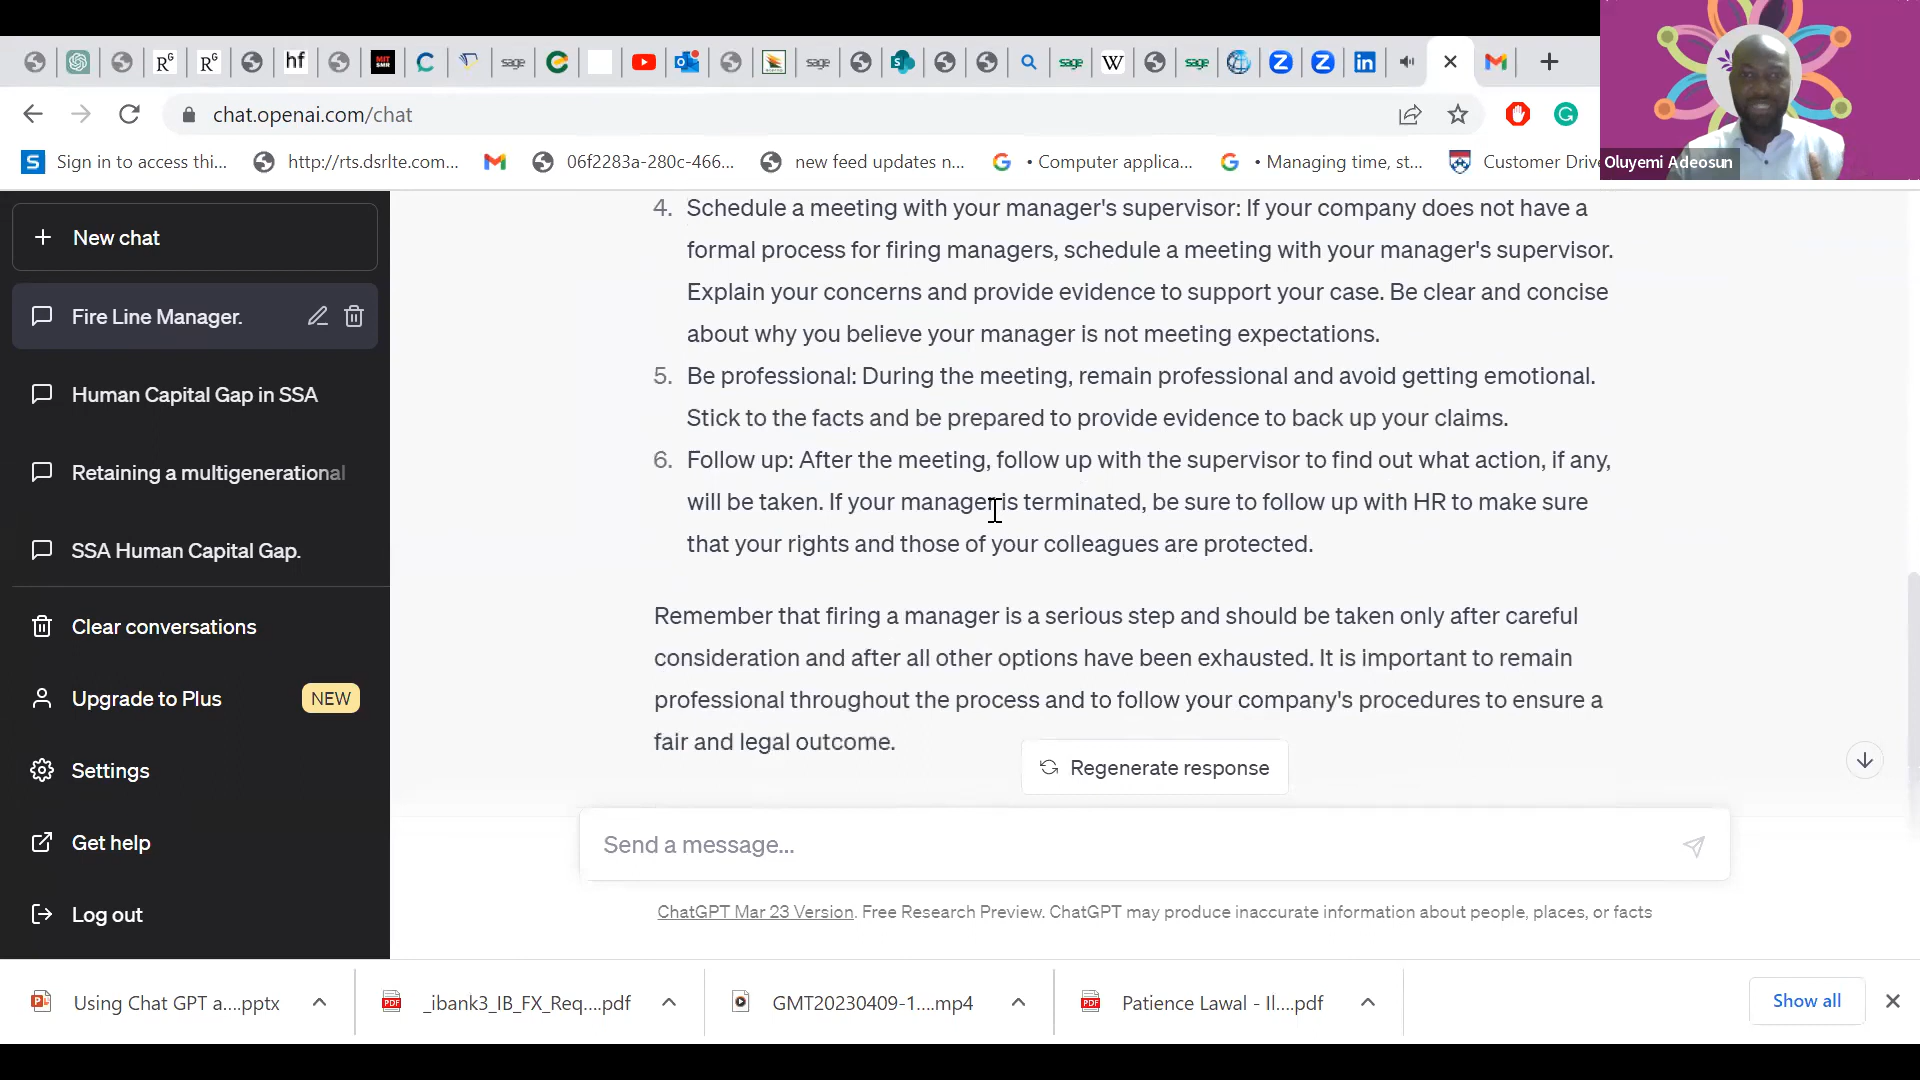 hf
MIT SMR
sage
sage
sage
W
sage
chat.openai.com/chat
Oluyemi Adeosun
Sign in to access thi...
http://rts.dsrlte.com...
06f2283a-280c-466...
new feed updates n...
• Computer applica...
• Managing time, st...
Customer Drive
New chat
Fire Line Manager.
Human Capital Gap in SSA
Retaining a multigenerational
SSA Human Capital Gap.
Clear conversations
Upgrade to Plus NEW
Settings
Get help
Log out
4. Schedule a meeting with your manager's supervisor: If your company does not have a
formal process for firing managers, schedule a meeting with your manager's supervisor.
Explain your concerns and provide evidence to support your case. Be clear and concise
about why you believe your manager is not meeting expectations.
5. Be professional: During the meeting, remain professional and avoid getting emotional.
Stick to the facts and be prepared to provide evidence to back up your claims.
6. Follow up: After the meeting, follow up with the supervisor to find out what action, if any,
will be taken. If your manager is terminated, be sure to follow up with HR to make sure
that your rights and those of your colleagues are protected.
Remember that firing a manager is a serious step and should be taken only after careful
consideration and after all other options have been exhausted. It is important to remain
professional throughout the process and to follow your company's procedures to ensure a
fair and legal outcome.
Regenerate response
Send a message...
ChatGPT Mar 23 Version. Free Research Preview. ChatGPT may produce inaccurate information about people, places, or facts
Using Chat GPT a....pptx
_ibank3_IB_FX_Req....pdf
GMT20230409-1....mp4
Patience Lawal - Il....pdf
Show all